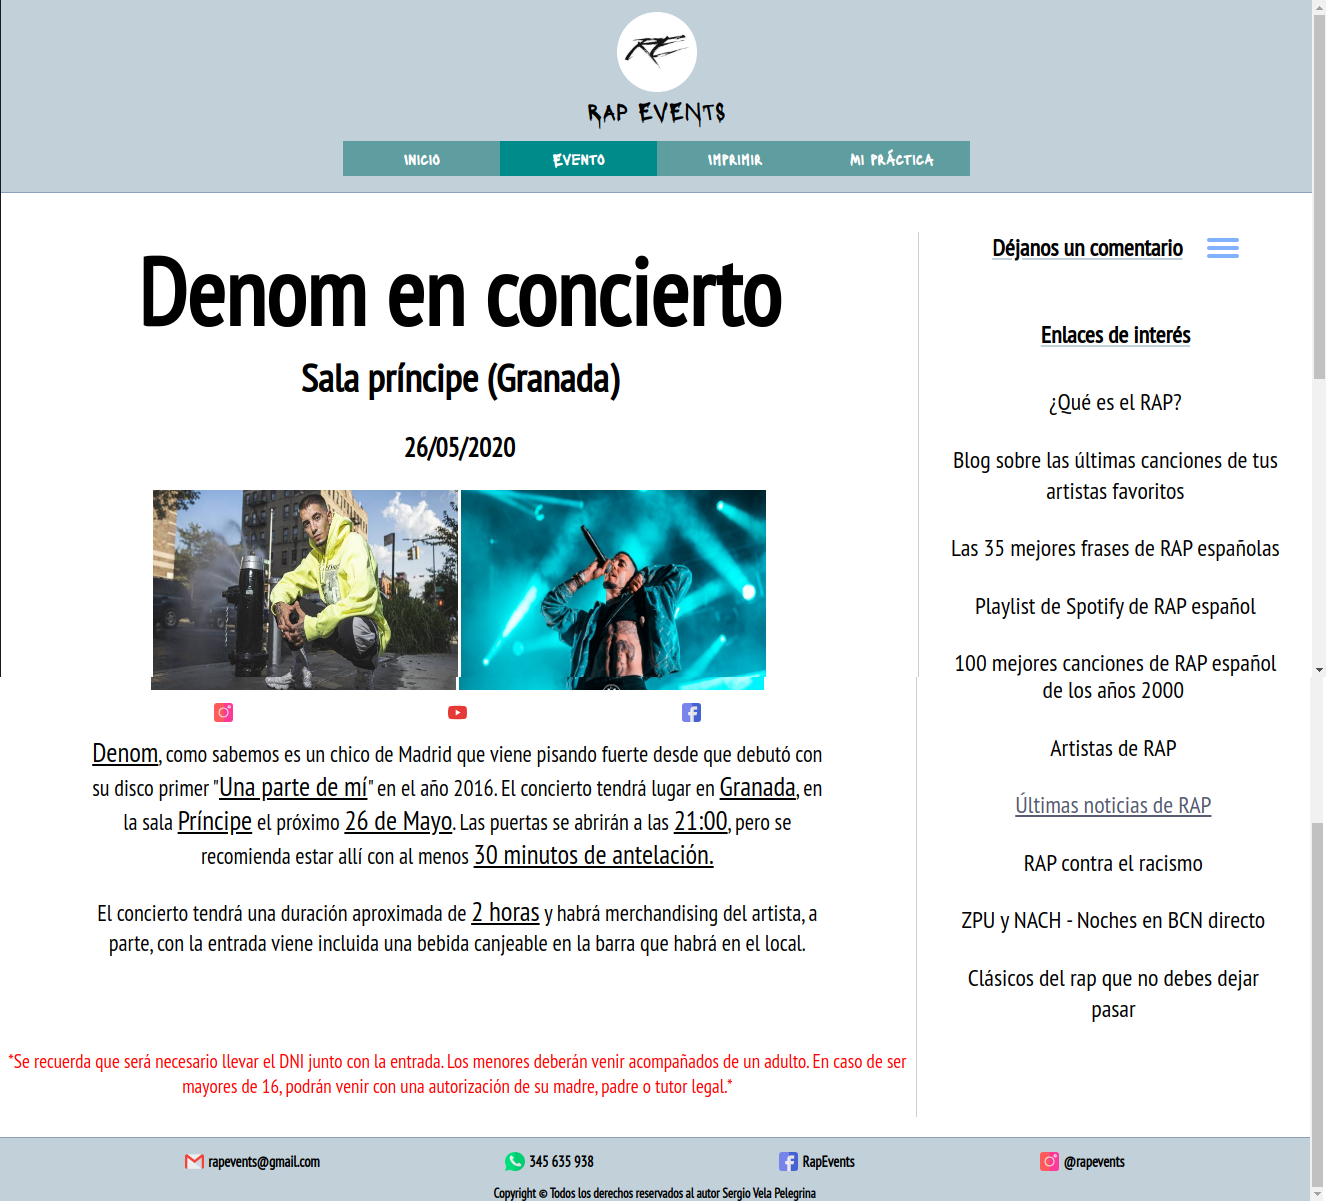 RE
RAP EVENTS
INICIO
EVENTO
IMPRIMIR
MI PRÁCTICA
Denom en concierto
Sala príncipe (Granada)
26/05/2020
Denom, como sabemos es un chico de Madrid que viene pisando fuerte desde que debutó con
su disco primer "Una parte de mí" en el año 2016. El concierto tendrá lugar en Granada, en
la sala Príncipe el próximo 26 de Mayo. Las puertas se abrirán a las 21:00, pero se
recomienda estar allí con al menos 30 minutos de antelación.
El concierto tendrá una duración aproximada de 2 horas y habrá merchandising del artista, a
parte, con la entrada viene incluida una bebida canjeable en la barra que habrá en el local.
*Se recuerda que será necesario llevar el DNI junto con la entrada. Los menores deberán venir acompañados de un adulto. En caso de ser
mayores de 16, podrán venir con una autorización de su madre, padre o tutor legal.*
Déjanos un comentario
Enlaces de interés
¿Qué es el RAP?
Blog sobre las últimas canciones de tus
artistas favoritos
Las 35 mejores frases de RAP españolas
Playlist de Spotify de RAP español
100 mejores canciones de RAP español
de los años 2000
Artistas de RAP
Últimas noticias de RAP
RAP contra el racismo
ZPU y NACH - Noches en BCN directo
Clásicos del rap que no debes dejar
pasar
rapevents@gmail.com
345 635 938
RapEvents
@rapevents
Copyright © Todos los derechos reservados al autor Sergio Vela Pelegrina